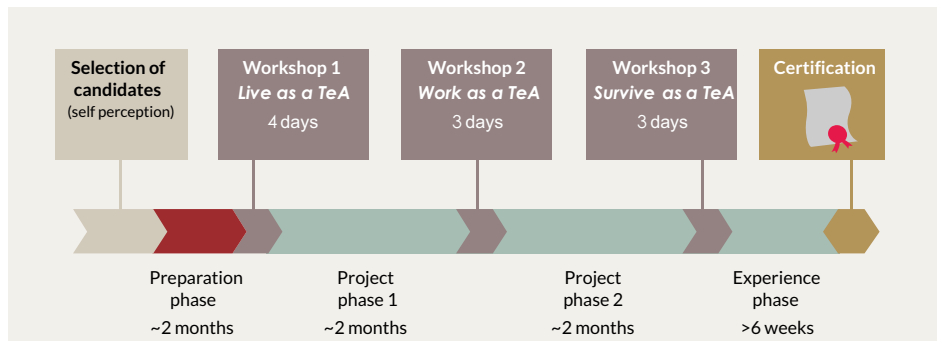 Selection of
candidates
(self perception)
Workshop 1
Live as a TeA
4 days
Workshop 2
Work as a TeA
3 days
Workshop 3
Survive as a TeA
3 days
Certification
Preparation
phase
~2 months
Project
phase 1
~2 months
Project
phase 2
~2 months
Experience
phase
>6 weeks